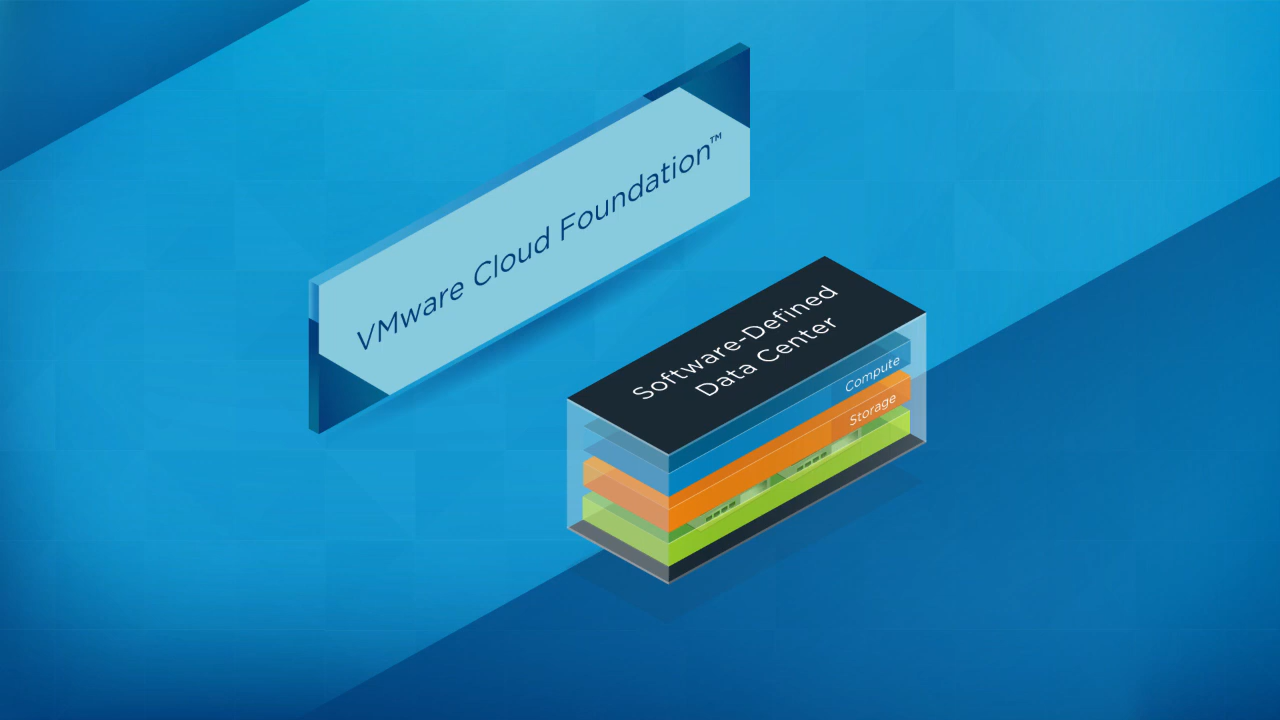 VMware Cloud Foundation™
Software-Defined
Data Center
Compute
Storage